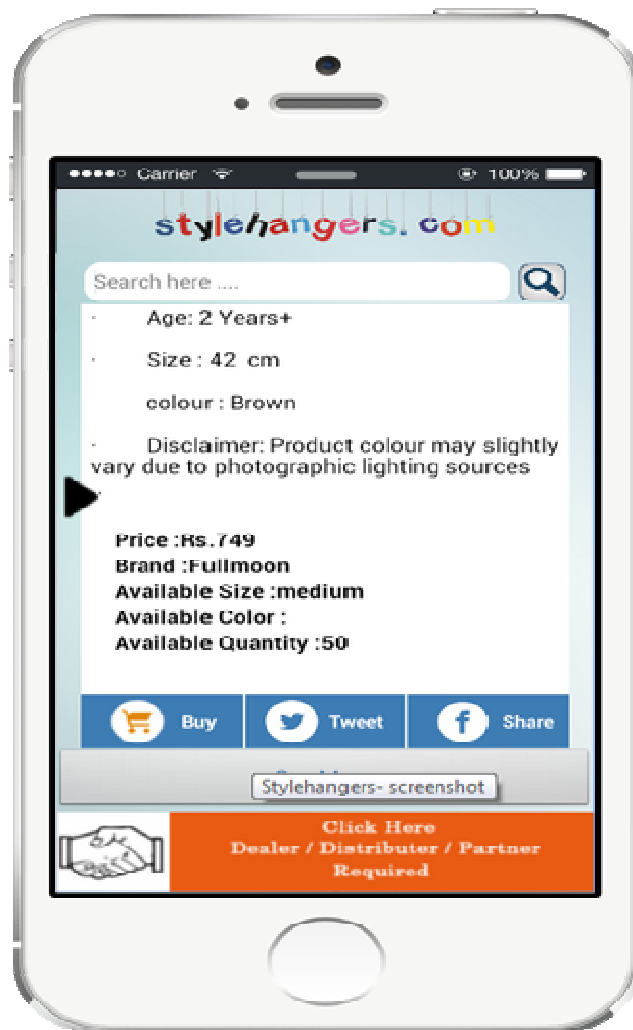 Carrier 100%
stylehangers.com
Search here ....
· Age: 2 Years+
· Size : 42 cm
colour : Brown
· Disclaimer: Product colour may slightly
vary due to photographic lighting sources
Price :Rs.749
Brand :Fullmoon
Available Size :medium
Available Color :
Available Quantity :50
Buy Tweet Share
Stylehangers- screenshot
Click Here
Dealer / Distributer / Partner
Required